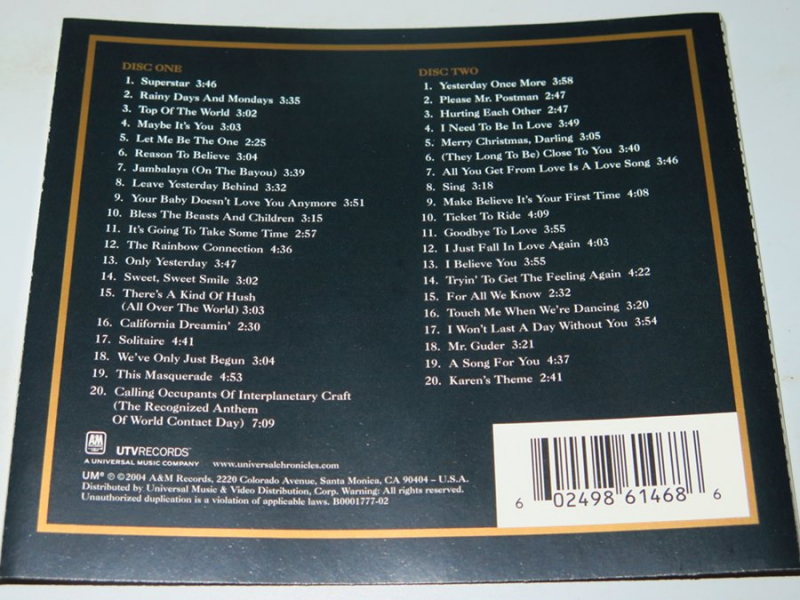 DISC ONE
1. Superstar 3:46
2. Rainy Days And Mondays 3:35
3. Top Of The World 3:02
4. Maybe It's You 3:03
5. Let Me Be The One 2:25
6. Reason To Believe 3:04
7. Jambalaya (On The Bayou) 3:39
8. Leave Yesterday Behind 3:32
9. Your Baby Doesn't Love You Anymore 3:51
10. Bless The Beasts And Children 3:15
11. It's Going To Take Some Time 2:57
12. The Rainbow Connection 4:36
13. Only Yesterday 3:47
14. Sweet, Sweet Smile 3:02
15. There's A Kind Of Hush
(All Over The World) 3:03
16. California Dreamin' 2:30
17. Solitaire 4:41
18. We've Only Just Begun 3:04
19. This Masquerade 4:53
20. Calling Occupants Of Interplanetary Craft
(The Recognized Anthem
Of World Contact Day) 7:09
DISC TWO
1. Yesterday Once More 3:58
2. Please Mr. Postman 2:47
3. Hurting Each Other 2:47
4. I Need To Be In Love 3:49
5. Merry Christmas, Darling 3:05
6. (They Long To Be) Close To You 3:40
7. All You Get From Love Is A Love Song 3:46
8. Sing 3:18
9. Make Believe It's Your First Time 4:08
10. Ticket To Ride 4:09
11. Goodbye To Love 3:55
12. I Just Fall In Love Again 4:03
13. I Believe You 3:55
14. Tryin' To Get The Feeling Again 4:22
15. For All We Know 2:32
16. Touch Me When We're Dancing 3:20
17. I Won't Last A Day Without You 3:54
18. Mr. Guder 3:21
19. A Song For You 4:37
20. Karen's Theme 2:41
A&M RECORDS
UTV RECORDS
A UNIVERSAL MUSIC COMPANY
www.universalchronicles.com
UM® ℗ ©2004 A&M Records, 2220 Colorado Avenue, Santa Monica, CA 90404 – U.S.A.
Distributed by Universal Music & Video Distribution, Corp. Warning: All rights reserved.
Unauthorized duplication is a violation of applicable laws. B0001777-02
6 02498 61468 6